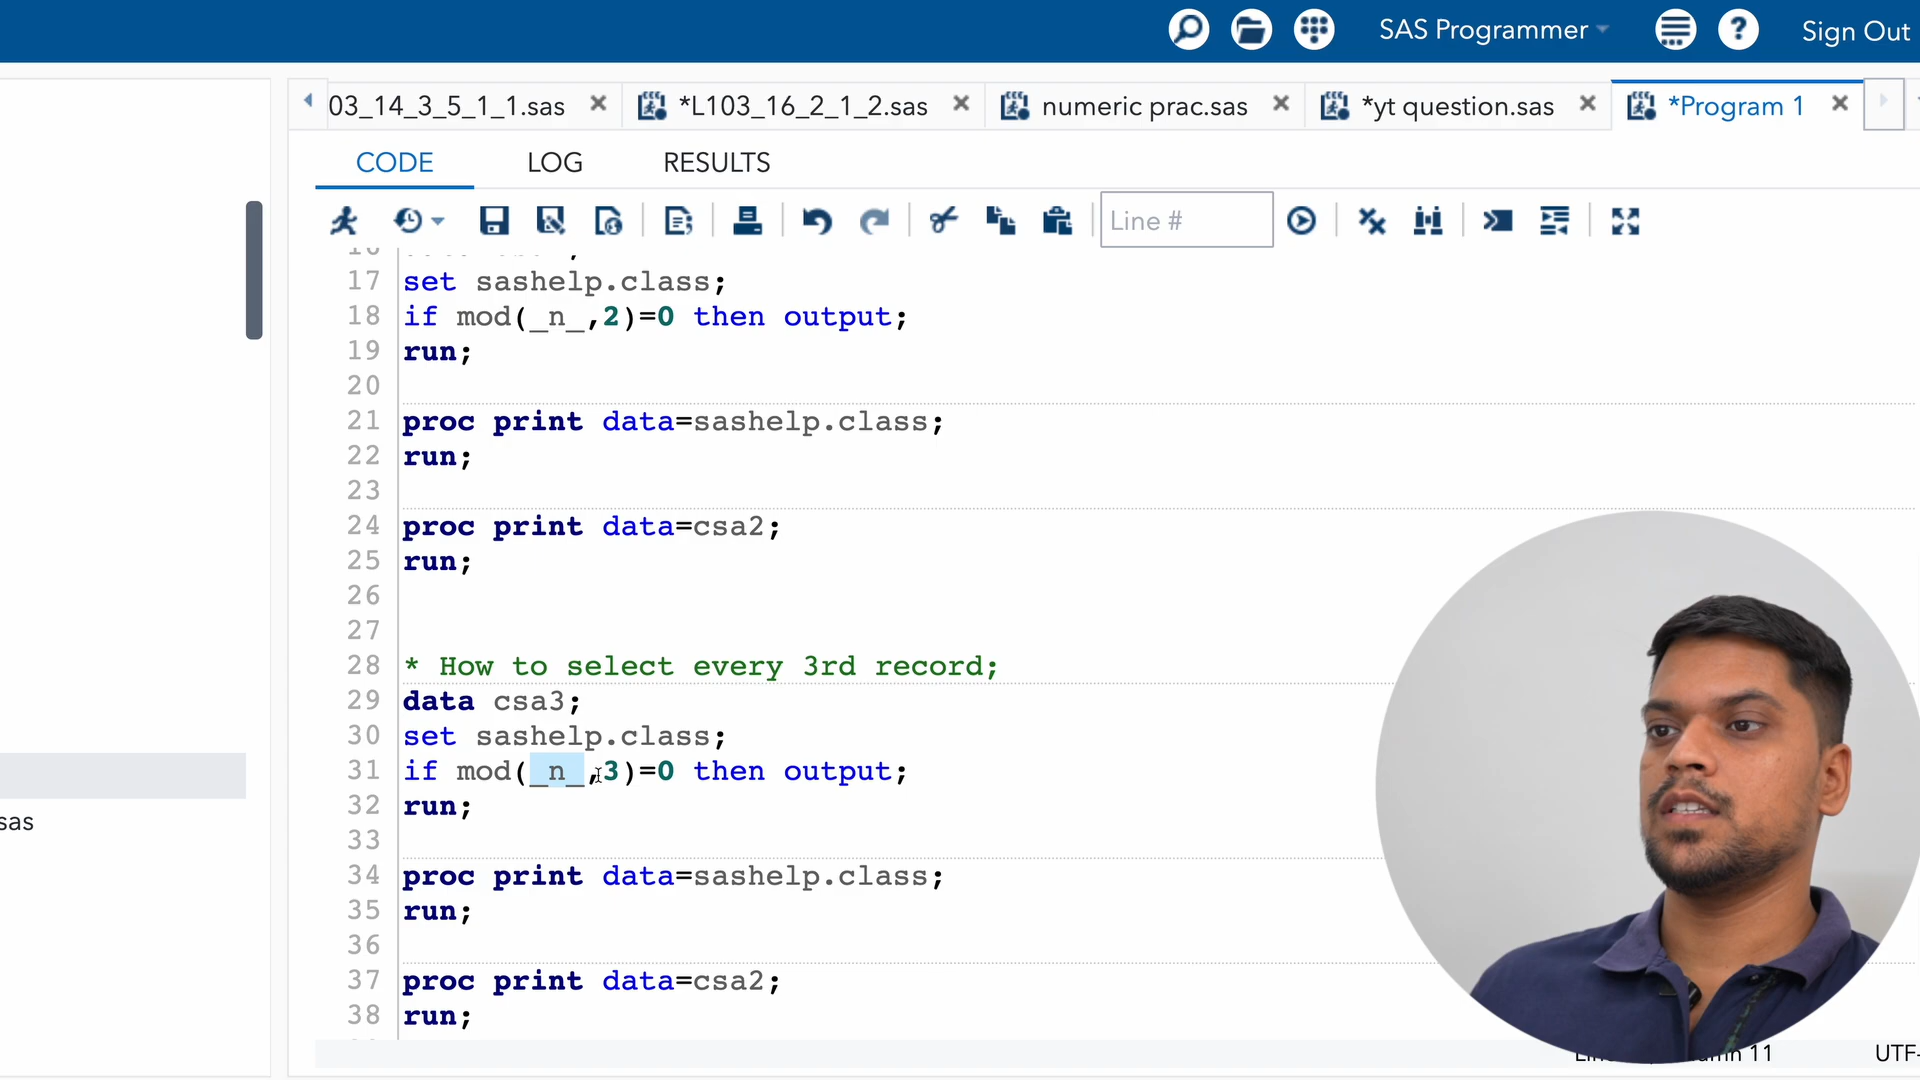 SAS Programmer
?
Sign Out
03_14_3_5_1_1.sas
*L103_16_2_1_2.sas
numeric prac.sas
*yt question.sas
*Program 1
CODE
LOG
RESULTS
Line #
17 set sashelp.class;
18 if mod(_n_,2)=0 then output;
19 run;
20
21 proc print data=sashelp.class;
22 run;
23
24 proc print data=csa2;
25 run;
26
27
28 * How to select every 3rd record;
29 data csa3;
30 set sashelp.class;
31 if mod(_n_,3)=0 then output;
32 run;
33
34 proc print data=sashelp.class;
35 run;
36
37 proc print data=csa2;
38 run;
sas
11
UTF-